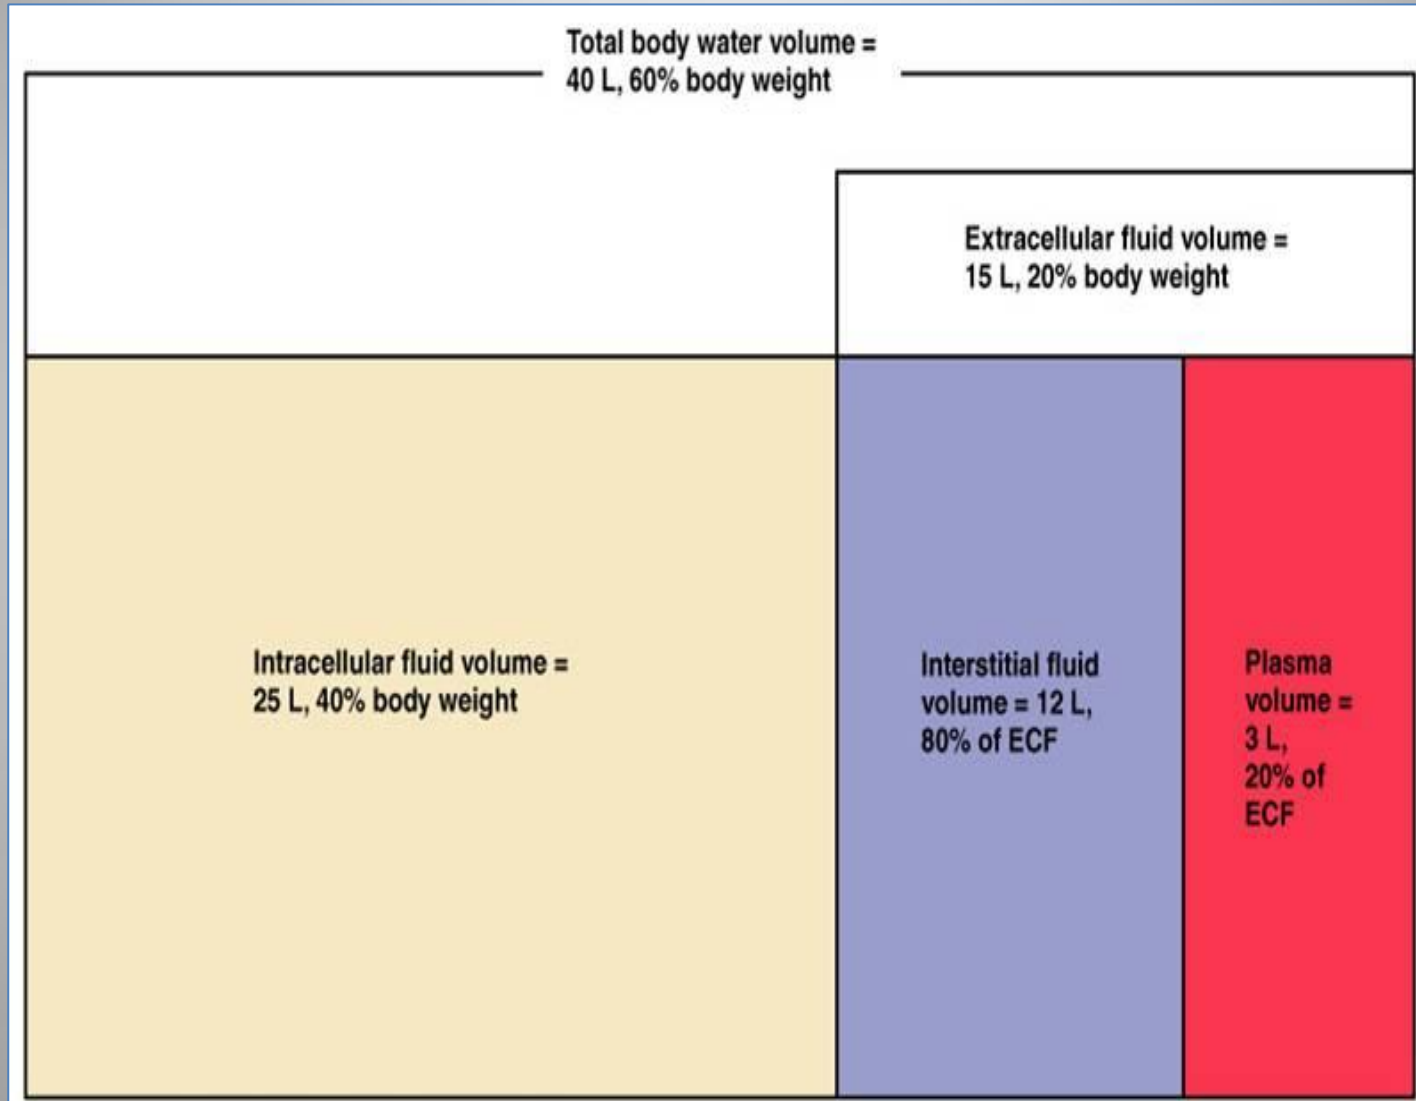 Total body water volume =
40 L, 60% body weight
Extracellular fluid volume =
15 L, 20% body weight
Intracellular fluid volume =
25 L, 40% body weight
Interstitial fluid
volume = 12 L,
80% of ECF
Plasma
volume =
3 L,
20% of
ECF